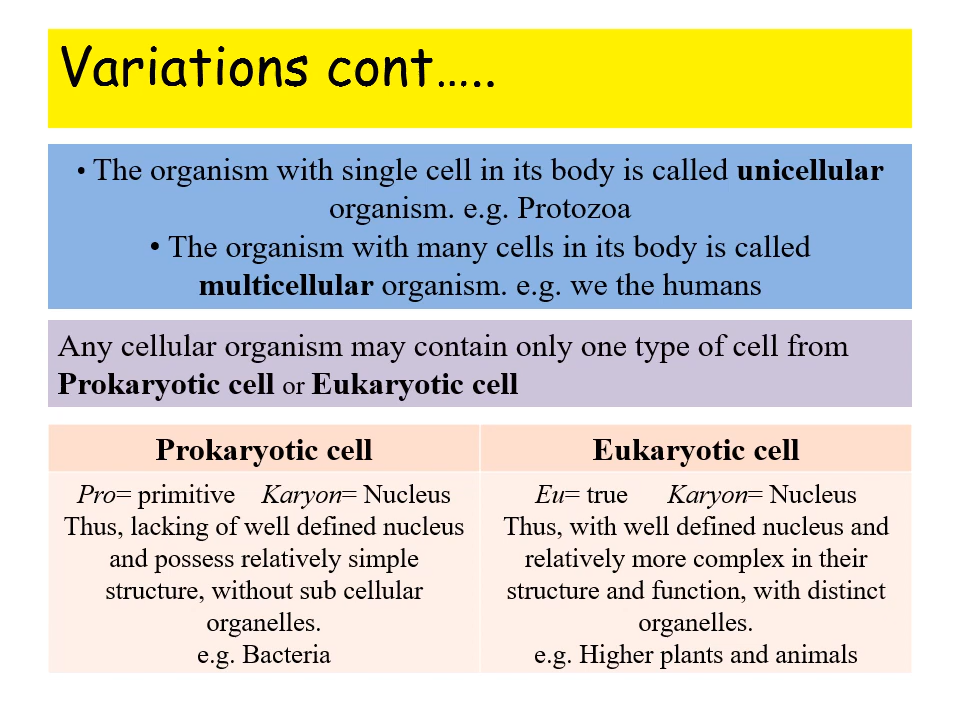 Variations cont…..
• The organism with single cell in its body is called unicellular
organism. e.g. Protozoa
• The organism with many cells in its body is called
multicellular organism. e.g. we the humans
Any cellular organism may contain only one type of cell from
Prokaryotic cell or Eukaryotic cell
Prokaryotic cell
Pro= primitive Karyon= Nucleus
Thus, lacking of well defined nucleus
and possess relatively simple
structure, without sub cellular
organelles.
e.g. Bacteria
Eukaryotic cell
Eu= true Karyon= Nucleus
Thus, with well defined nucleus and
relatively more complex in their
structure and function, with distinct
organelles.
e.g. Higher plants and animals